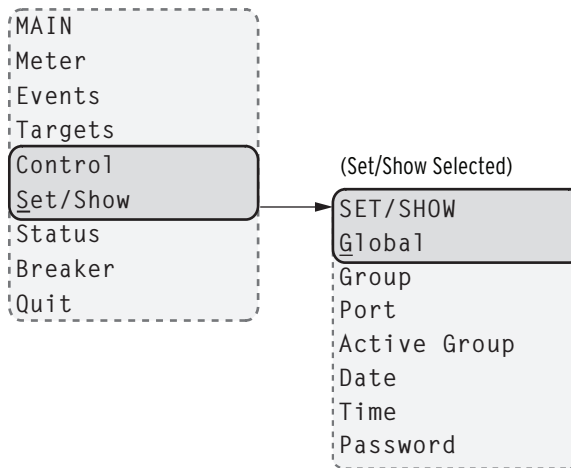 MAIN
Meter
Events
Targets
Control
Set/Show
Status
Breaker
Quit
(Set/Show Selected)
SET/SHOW
Global
Group
Port
Active Group
Date
Time
Password